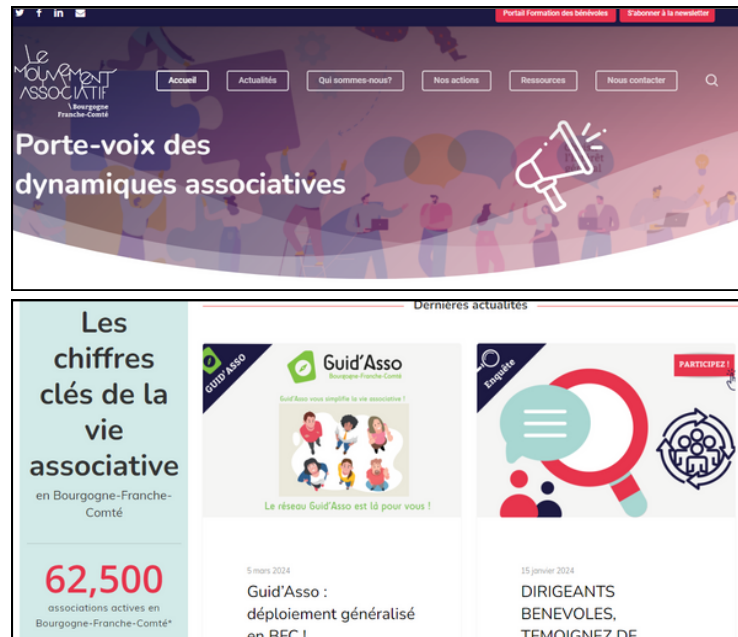 Portail Formation des bénévoles
S'abonner à la newsletter
Le
MOUVEMENT
ASSOCIATIF
\ Bourgogne
Franche-Comté
Accueil
Actualités
Qui sommes-nous?
Nos actions
Ressources
Nous contacter
Porte-voix des
dynamiques associatives
Les
chiffres
clés de la
vie
associative
en Bourgogne-Franche-
Comté
62,500
associations actives en
Bourgogne-Franche-Comté*
Dernières actualités
GUID'ASSO
Guid'Asso
Bourgogne-Franche-Comté
Guid'Asso vous simplifie la vie associative !
Le réseau Guid'Asso est là pour vous !
5 mars 2024
Guid'Asso :
déploiement généralisé
en BFC !
Enquête
PARTICIPEZ !
15 janvier 2024
DIRIGEANTS
BENEVOLES,
TEMOIGNEZ DE